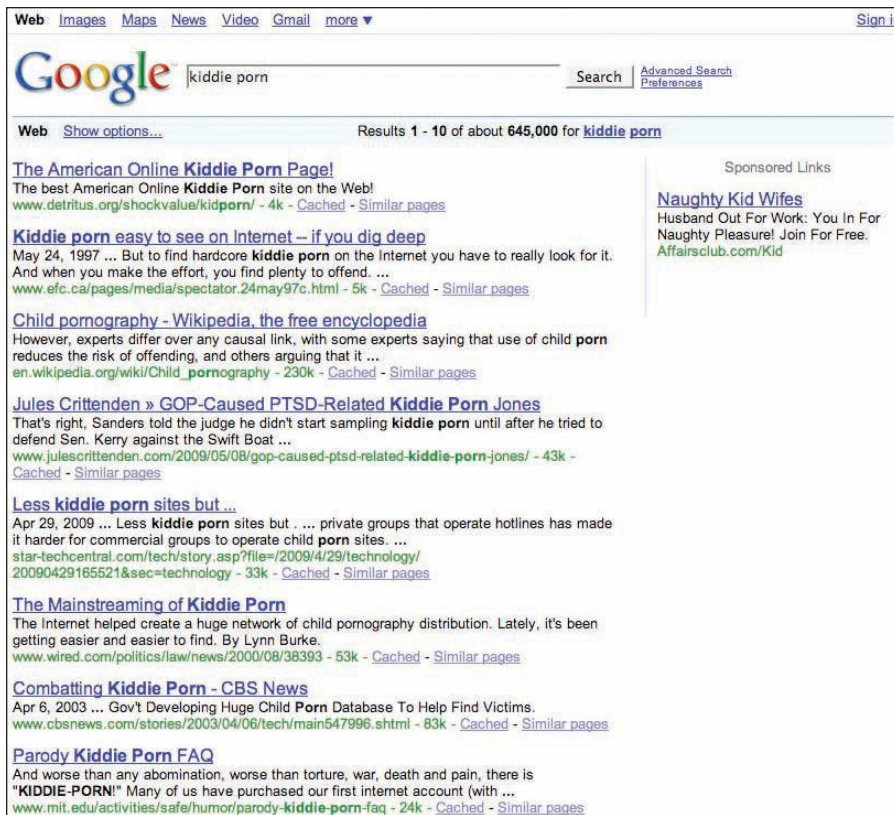 Web Images Maps News Video Gmail more ▼ Sign i
Google kiddie porn Search Advanced Search
Preferences
Web Show options... Results 1 - 10 of about 645,000 for kiddie porn
The American Online Kiddie Porn Page!
The best American Online Kiddie Porn site on the Web!
www.detritus.org/shockvalue/kidporn/ - 4k - Cached - Similar pages
Kiddie porn easy to see on Internet -- if you dig deep
May 24, 1997 ... But to find hardcore kiddie porn on the Internet you have to really look for it.
And when you make the effort, you find plenty to offend. ...
www.efc.ca/pages/media/spectator.24may97c.html - 5k - Cached - Similar pages
Child pornography - Wikipedia, the free encyclopedia
However, experts differ over any causal link, with some experts saying that use of child porn
reduces the risk of offending, and others arguing that it ...
en.wikipedia.org/wiki/Child_pornography - 230k - Cached - Similar pages
Jules Crittenden » GOP-Caused PTSD-Related Kiddie Porn Jones
That's right, Sanders told the judge he didn't start sampling kiddie porn until after he tried to
defend Sen. Kerry against the Swift Boat ...
www.julescrittenden.com/2009/05/08/gop-caused-ptsd-related-kiddie-porn-jones/ - 43k -
Cached - Similar pages
Less kiddie porn sites but ...
Apr 29, 2009 ... Less kiddie porn sites but . ... private groups that operate hotlines has made
it harder for commercial groups to operate child porn sites. ...
star-techcentral.com/tech/story.asp?file=/2009/4/29/technology/
20090429165521&sec=technology - 33k - Cached - Similar pages
The Mainstreaming of Kiddie Porn
The Internet helped create a huge network of child pornography distribution. Lately, it's been
getting easier and easier to find. By Lynn Burke.
www.wired.com/politics/law/news/2000/08/38393 - 53k - Cached - Similar pages
Combatting Kiddie Porn - CBS News
Apr 6, 2003 ... Gov't Developing Huge Child Porn Database To Help Find Victims.
www.cbsnews.com/stories/2003/04/06/tech/main547996.shtml - 83k - Cached - Similar pages
Parody Kiddie Porn FAQ
And worse than any abomination, worse than torture, war, death and pain, there is
"KIDDIE-PORN!" Many of us have purchased our first internet account (with ...
www.mit.edu/activities/safe/humor/parody-kiddie-porn-faq - 24k - Cached - Similar pages
Sponsored Links
Naughty Kid Wifes
Husband Out For Work: You In For
Naughty Pleasure! Join For Free.
Affairsclub.com/Kid